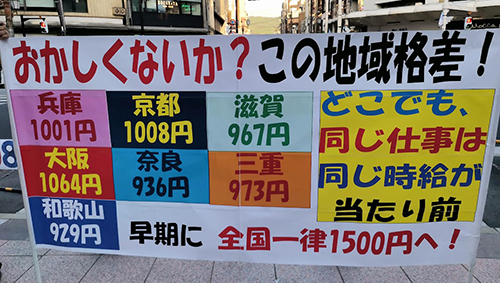 おかしくないか？この地域格差！
兵庫
1001円
京都
1008円
滋賀
967円
大阪
1064円
奈良
936円
三重
973円
和歌山
929円
どこでも、
同じ仕事は
同じ時給が
当たり前
早期に 全国一律1500円へ！